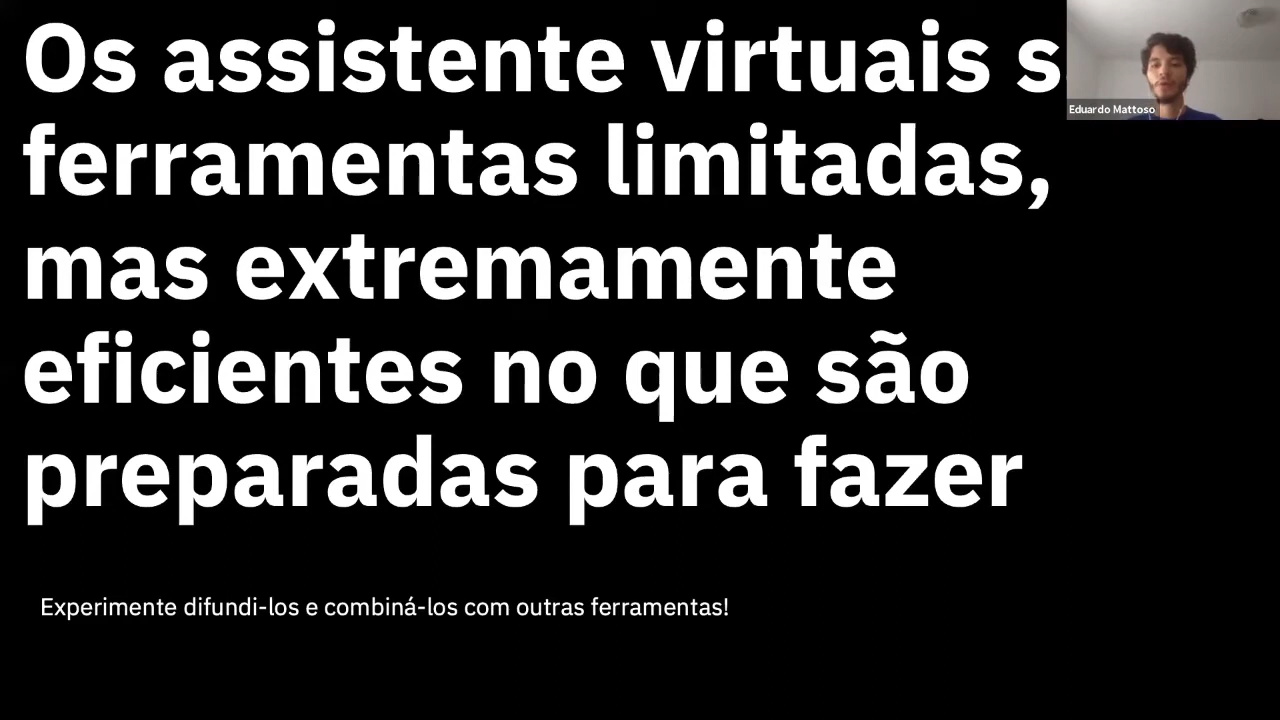 Os assistente virtuais s
ferramentas limitadas,
mas extremamente
eficientes no que são
preparadas para fazer
Eduardo Mattoso
Experimente difundi-los e combiná-los com outras ferramentas!